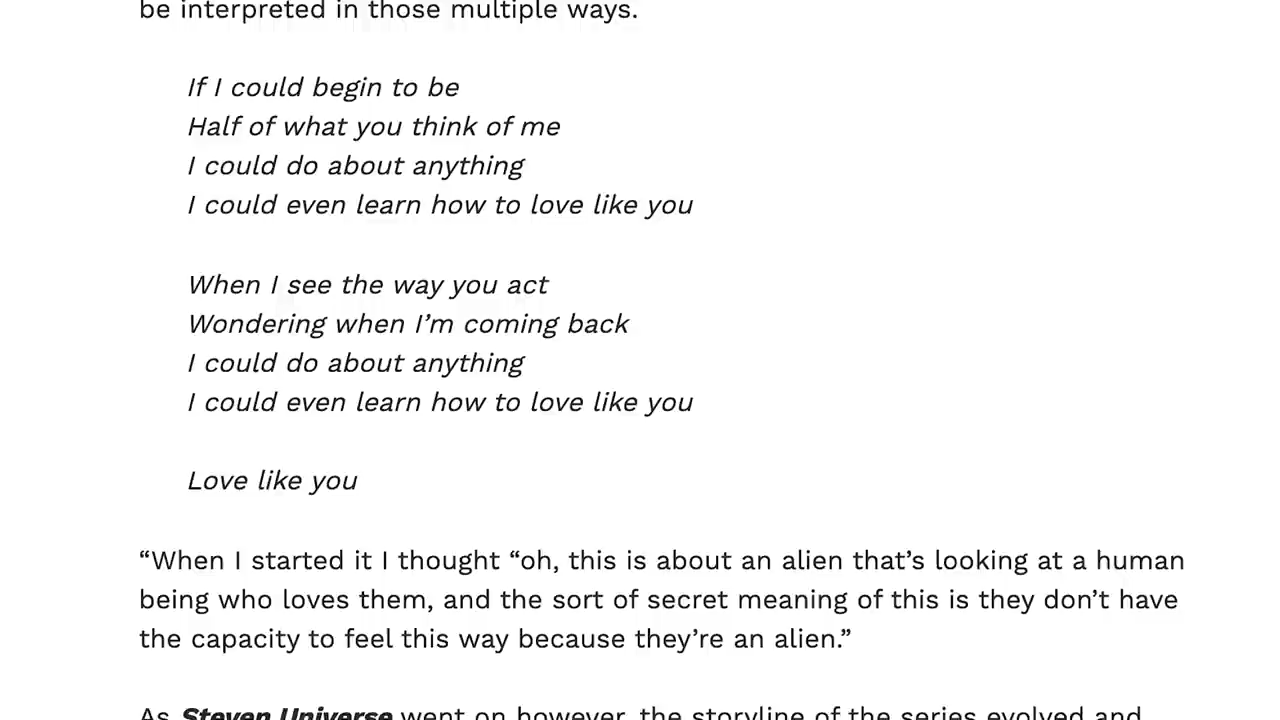 be interpreted in those multiple ways.
If I could begin to be
Half of what you think of me
I could do about anything
I could even learn how to love like you
When I see the way you act
Wondering when I’m coming back
I could do about anything
I could even learn how to love like you
Love like you
“When I started it I thought “oh, this is about an alien that’s looking at a human
being who loves them, and the sort of secret meaning of this is they don’t have
the capacity to feel this way because they’re an alien.”
As Steven Universe went on however, the storyline of the series evolved and